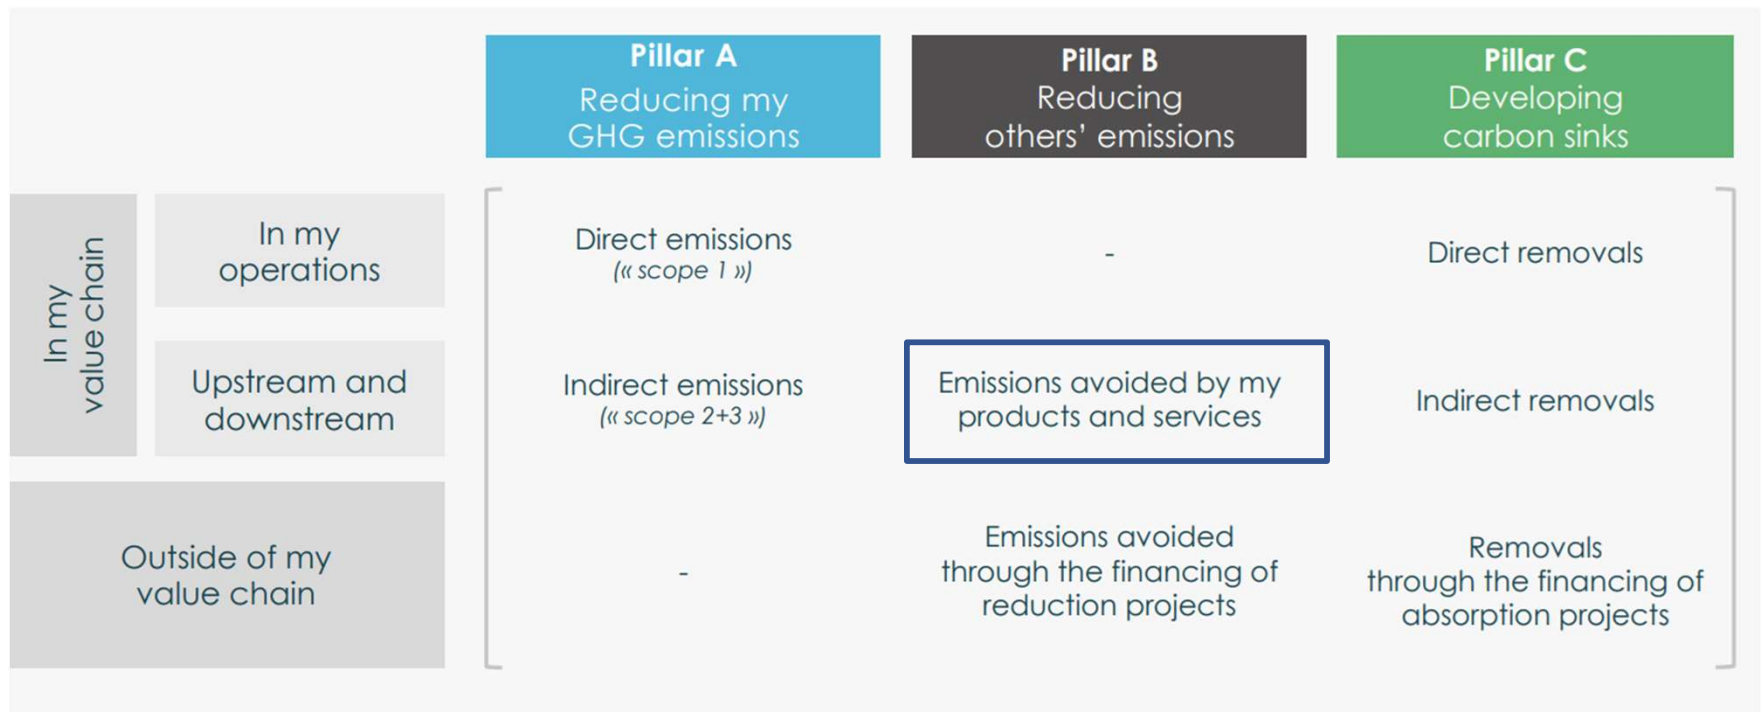 Pillar A
Reducing my
GHG emissions
Pillar B
Reducing
others’ emissions
Pillar C
Developing
carbon sinks
In my
value chain
In my
operations
Direct emissions
(« scope 1 »)
-
Direct removals
Upstream and
downstream
Indirect emissions
(« scope 2+3 »)
Emissions avoided by my
products and services
Indirect removals
Outside of my
value chain
-
Emissions avoided
through the financing of
reduction projects
Removals
through the financing of
absorption projects